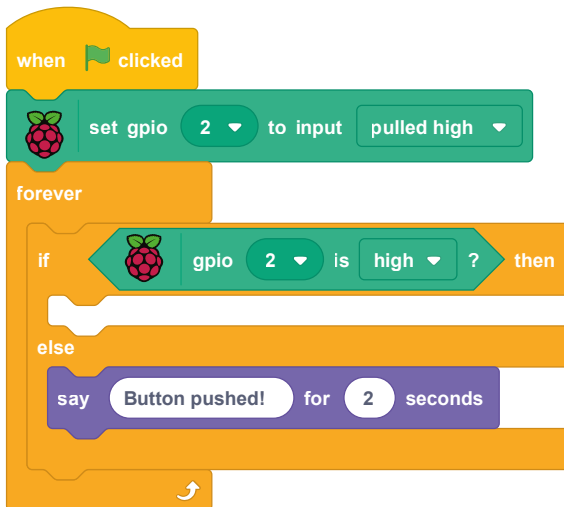 when clicked
set gpio 2 to input pulled high
forever
if gpio 2 is high ? then
else
say Button pushed! for 2 seconds